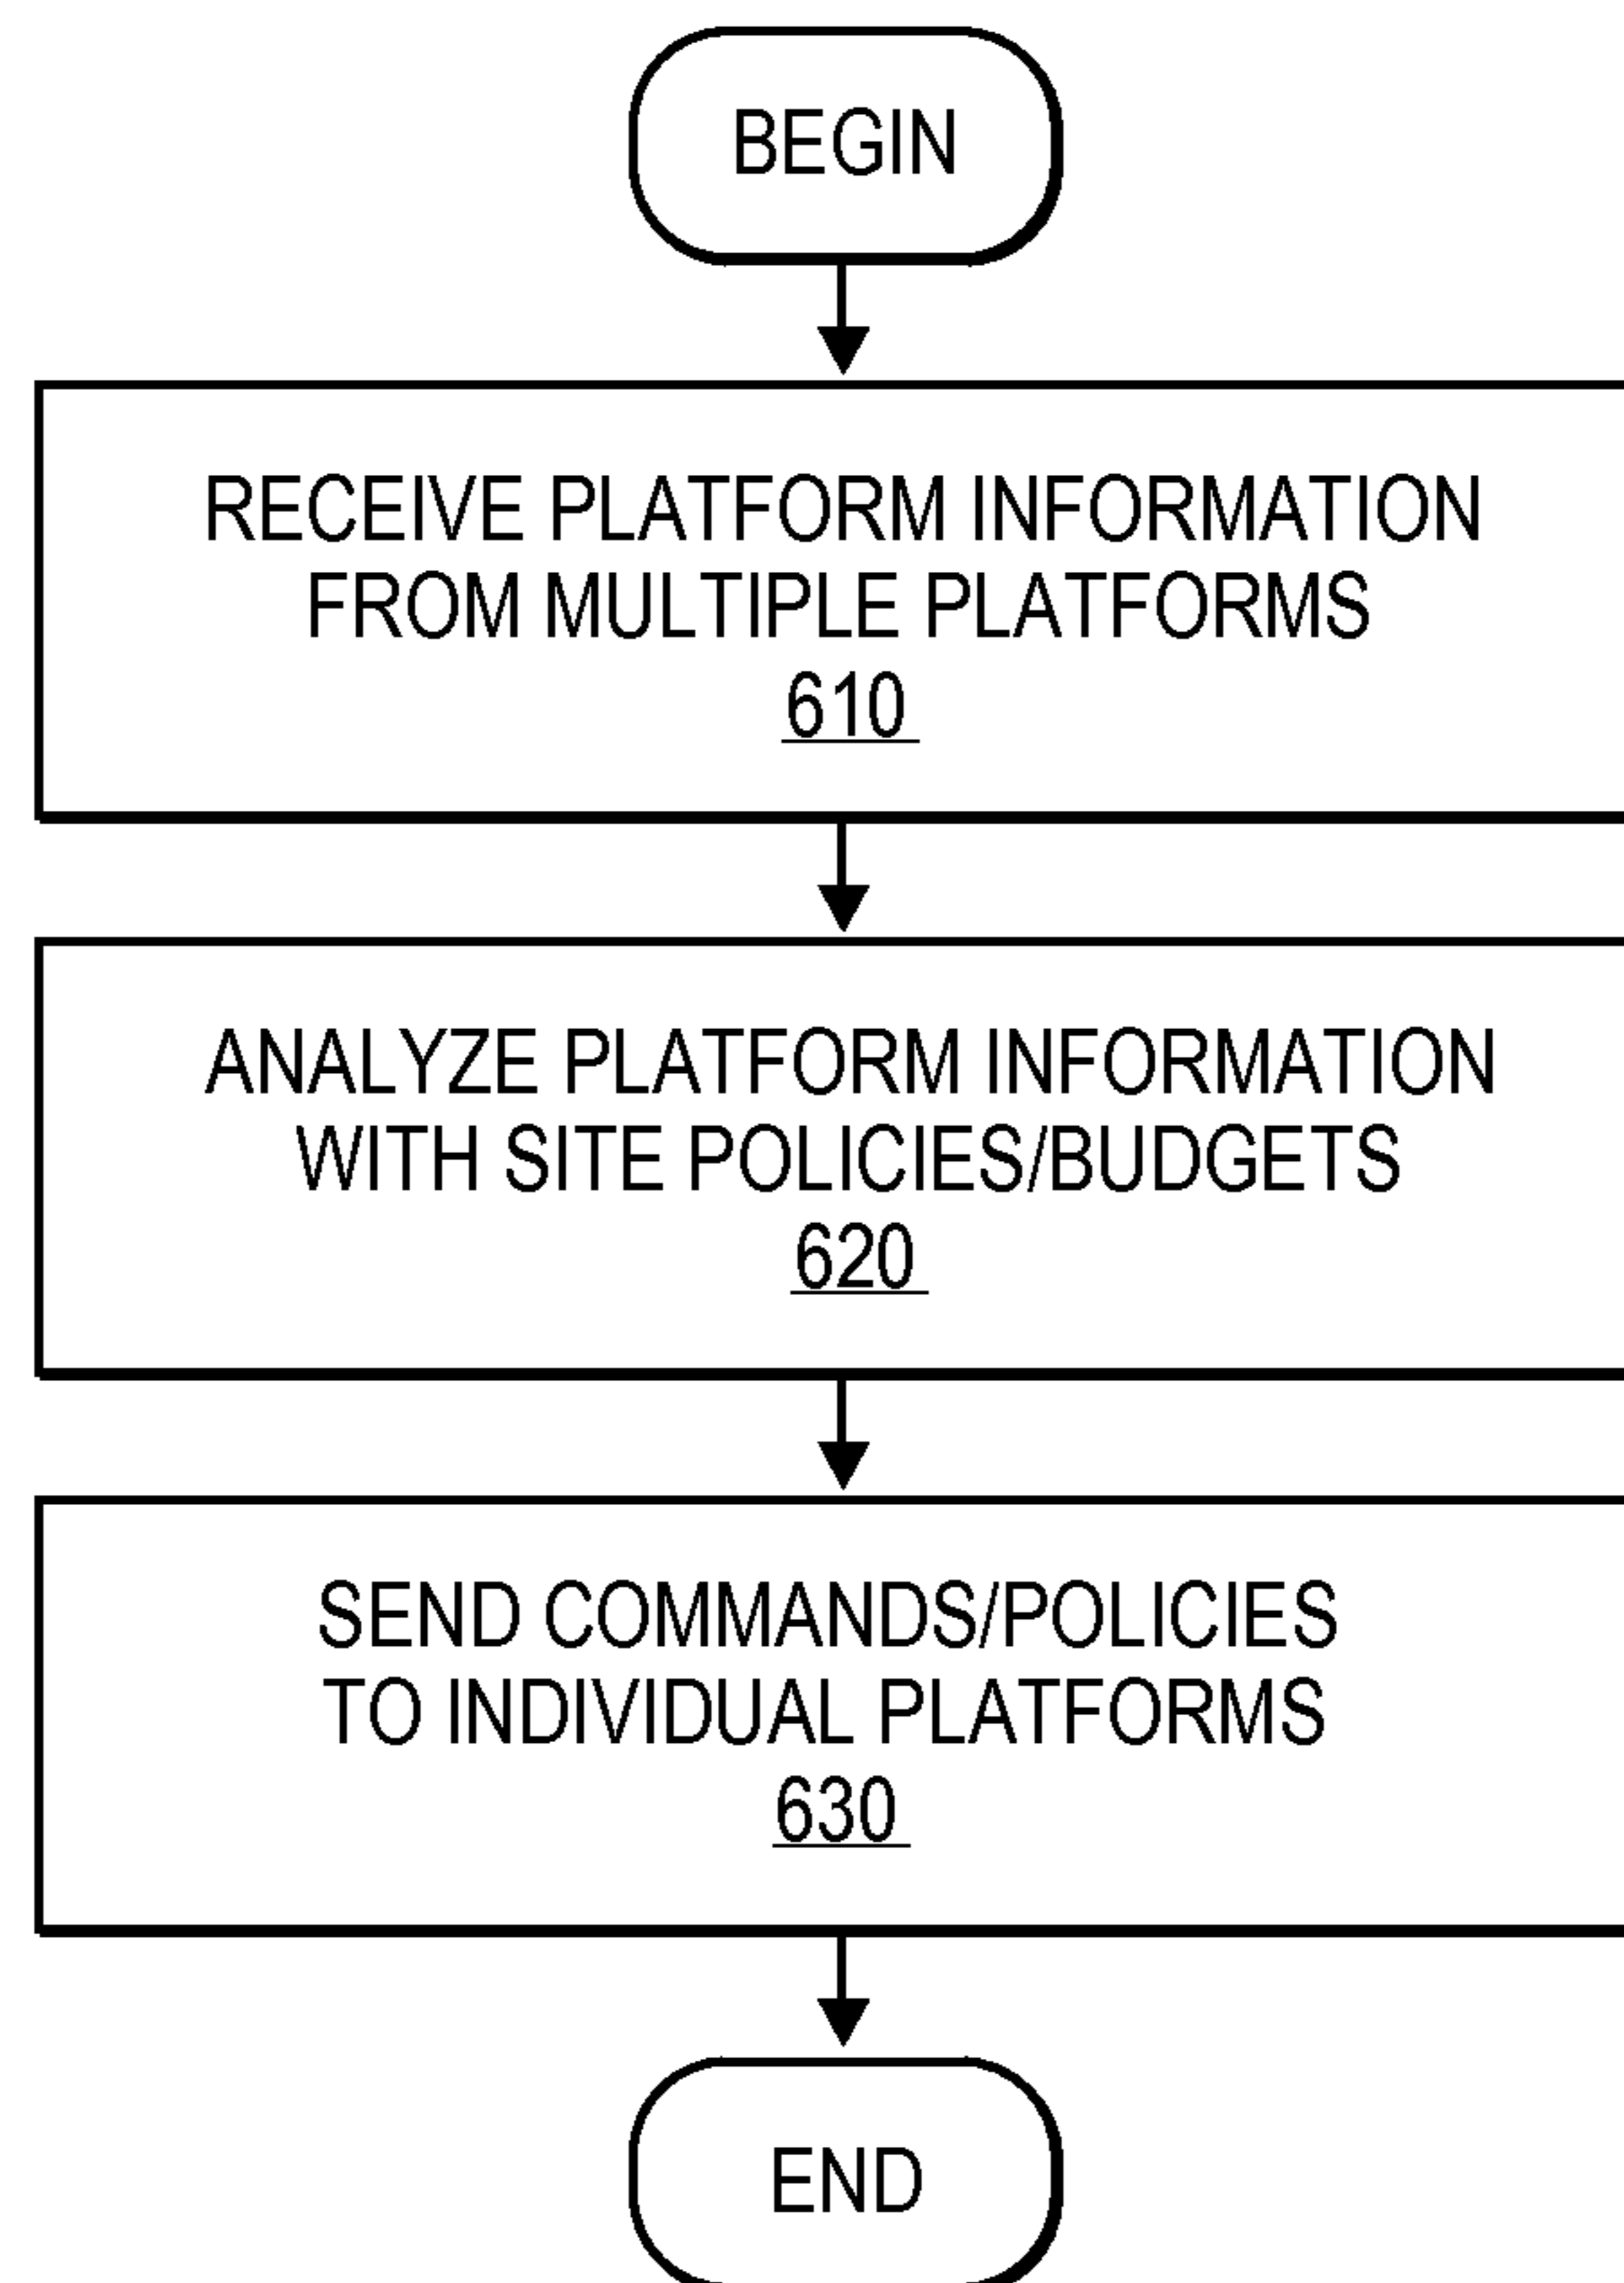 BEGIN
RECEIVE PLATFORM INFORMATION
FROM MULTIPLE PLATFORMS
610
ANALYZE PLATFORM INFORMATION
WITH SITE POLICIES/BUDGETS
620
SEND COMMANDS/POLICIES
TO INDIVIDUAL PLATFORMS
630
END